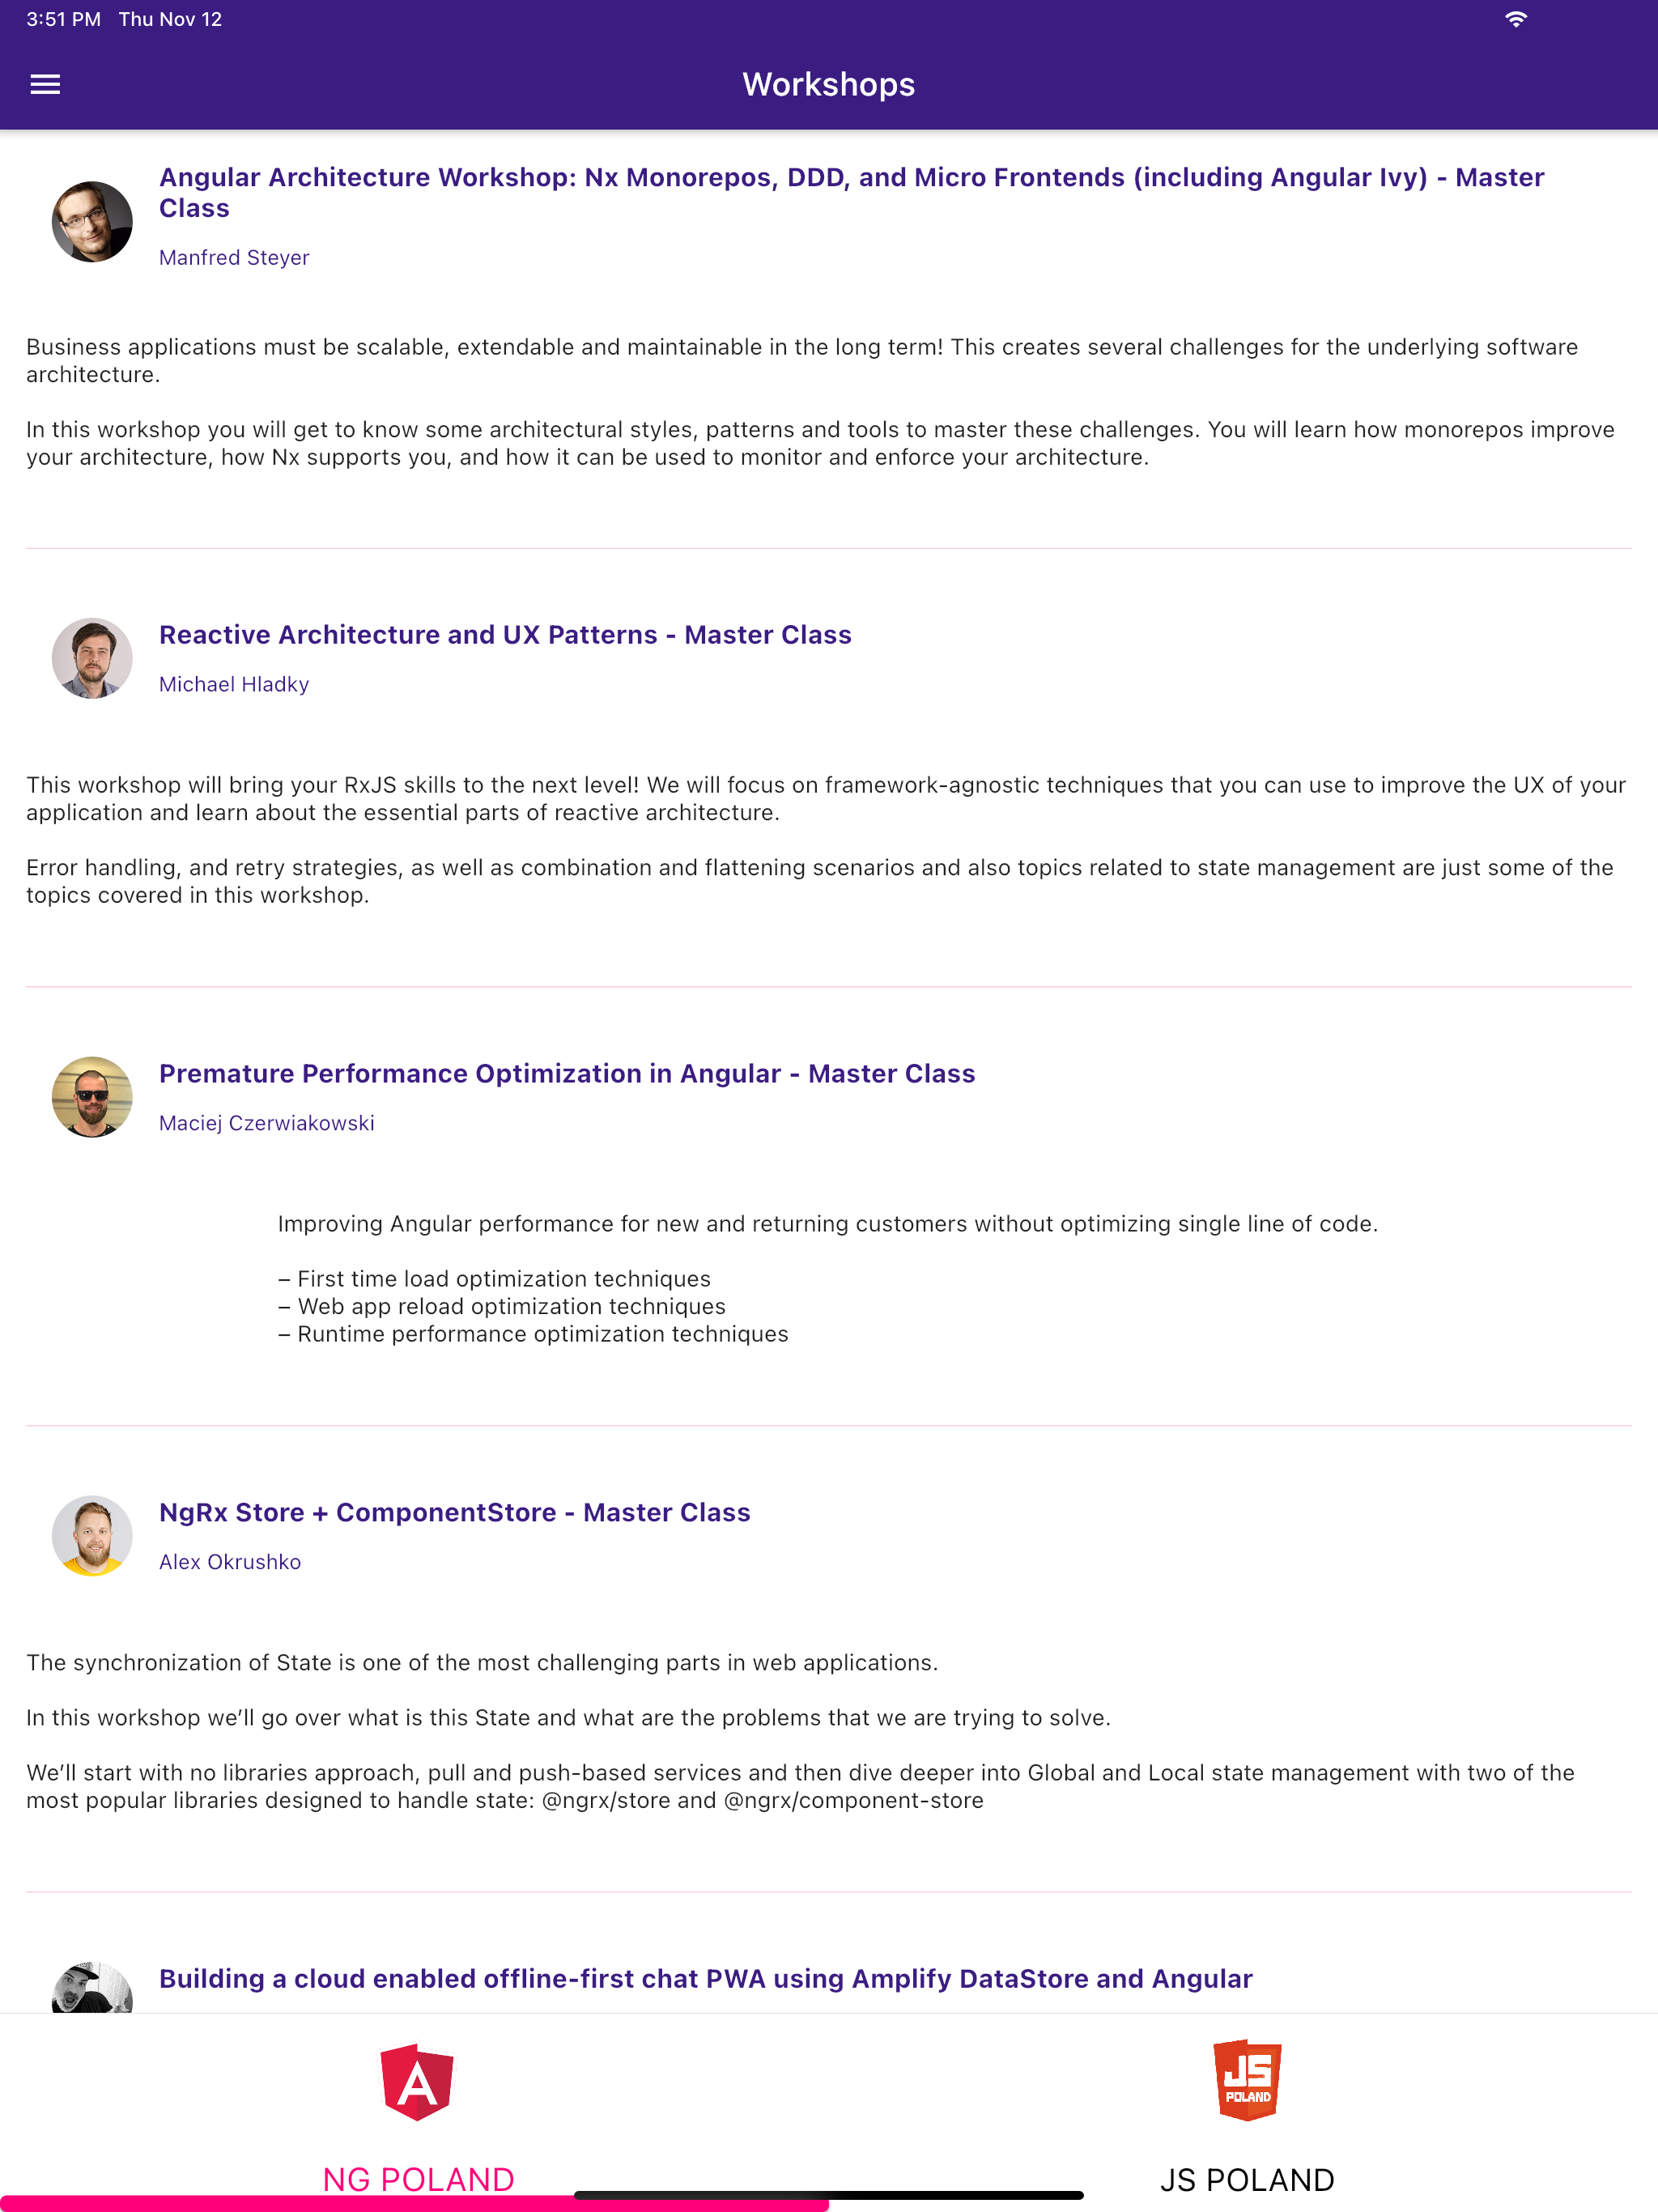 3:51 PM Thu Nov 12
Workshops
Angular Architecture Workshop: Nx Monorepos, DDD, and Micro Frontends (including Angular Ivy) - Master
Class
Manfred Steyer
Business applications must be scalable, extendable and maintainable in the long term! This creates several challenges for the underlying software
architecture.
In this workshop you will get to know some architectural styles, patterns and tools to master these challenges. You will learn how monorepos improve
your architecture, how Nx supports you, and how it can be used to monitor and enforce your architecture.
Reactive Architecture and UX Patterns - Master Class
Michael Hladky
This workshop will bring your RxJS skills to the next level! We will focus on framework-agnostic techniques that you can use to improve the UX of your
application and learn about the essential parts of reactive architecture.
Error handling, and retry strategies, as well as combination and flattening scenarios and also topics related to state management are just some of the
topics covered in this workshop.
Premature Performance Optimization in Angular - Master Class
Maciej Czerwiakowski
Improving Angular performance for new and returning customers without optimizing single line of code.
– First time load optimization techniques
– Web app reload optimization techniques
– Runtime performance optimization techniques
NgRx Store + ComponentStore - Master Class
Alex Okrushko
The synchronization of State is one of the most challenging parts in web applications.
In this workshop we’ll go over what is this State and what are the problems that we are trying to solve.
We’ll start with no libraries approach, pull and push-based services and then dive deeper into Global and Local state management with two of the
most popular libraries designed to handle state: @ngrx/store and @ngrx/component-store
Building a cloud enabled offline-first chat PWA using Amplify DataStore and Angular
A
JS
POLAND
NG POLAND
JS POLAND